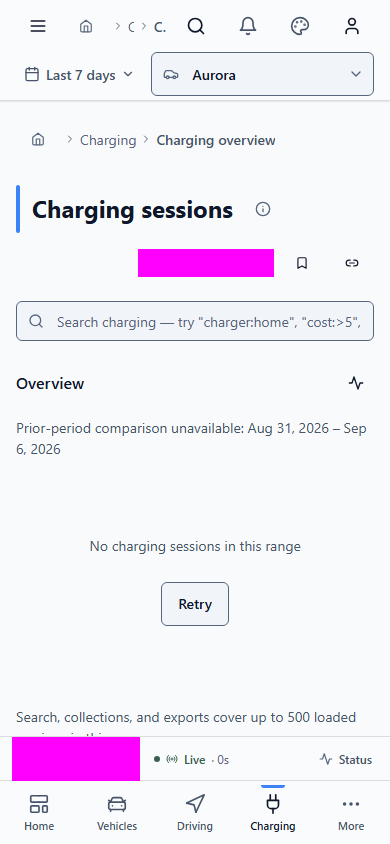 C C.
Last 7 days
Aurora
Charging
Charging overview
Charging sessions
Search charging — try "charger:home", "cost:>5",
Overview
Prior-period comparison unavailable: Aug 31, 2026 – Sep
6, 2026
No charging sessions in this range
Retry
Search, collections, and exports cover up to 500 loaded
Live · 0s
Status
Home
Vehicles
Driving
Charging
More